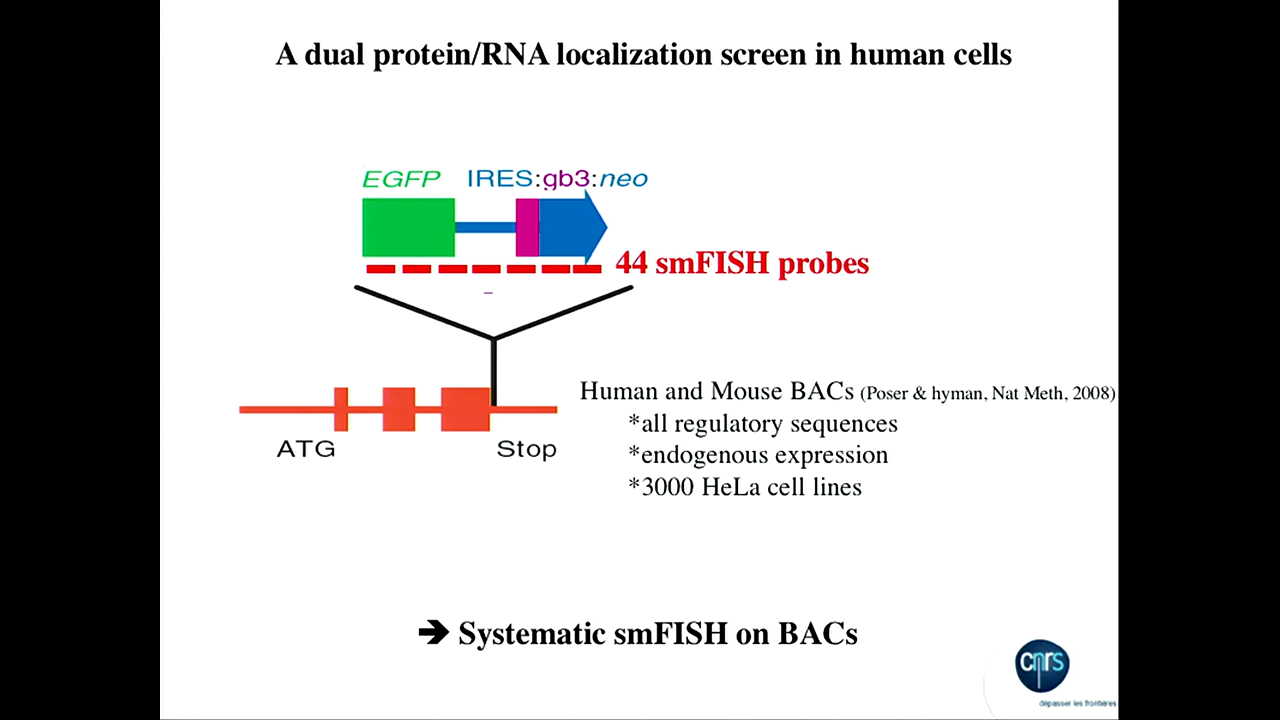 A dual protein/RNA localization screen in human cells
EGFP IRES:gb3:neo
44 smFISH probes
Human and Mouse BACs (Poser & hyman, Nat Meth, 2008)
*all regulatory sequences
ATG Stop
*endogenous expression
*3000 HeLa cell lines
➔ Systematic smFISH on BACs
cnrs
dépasser les frontières